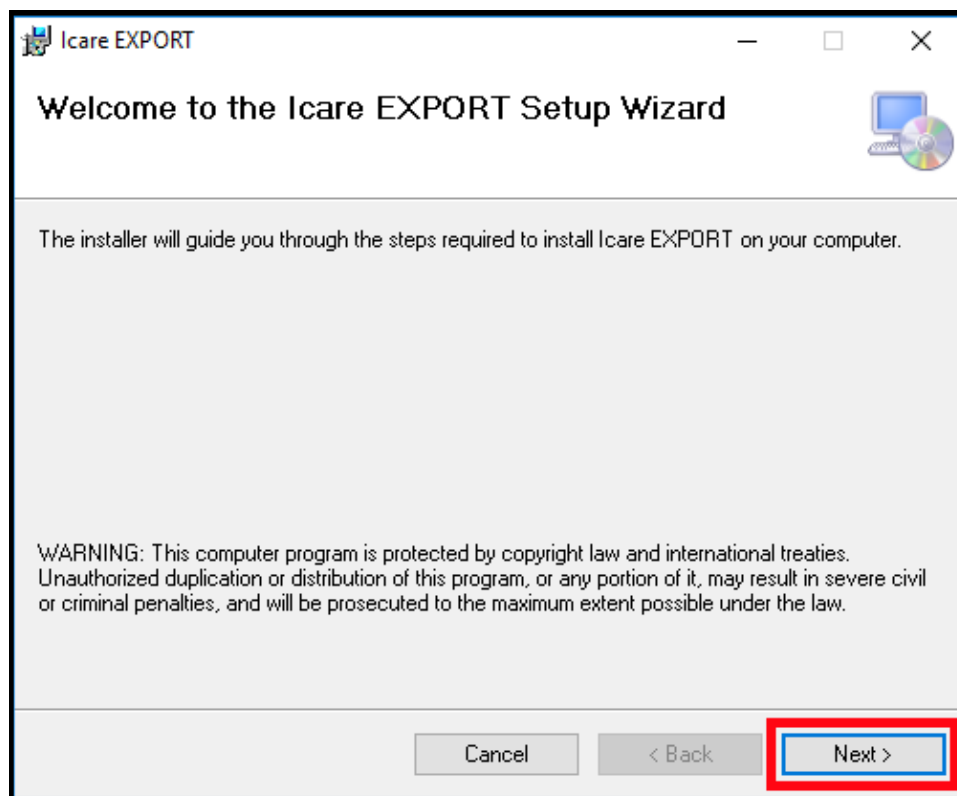 Icare EXPORT
Welcome to the Icare EXPORT Setup Wizard
The installer will guide you through the steps required to install Icare EXPORT on your computer.
WARNING: This computer program is protected by copyright law and international treaties.
Unauthorized duplication or distribution of this program, or any portion of it, may result in severe civil
or criminal penalties, and will be prosecuted to the maximum extent possible under the law.
Cancel
< Back
Next >